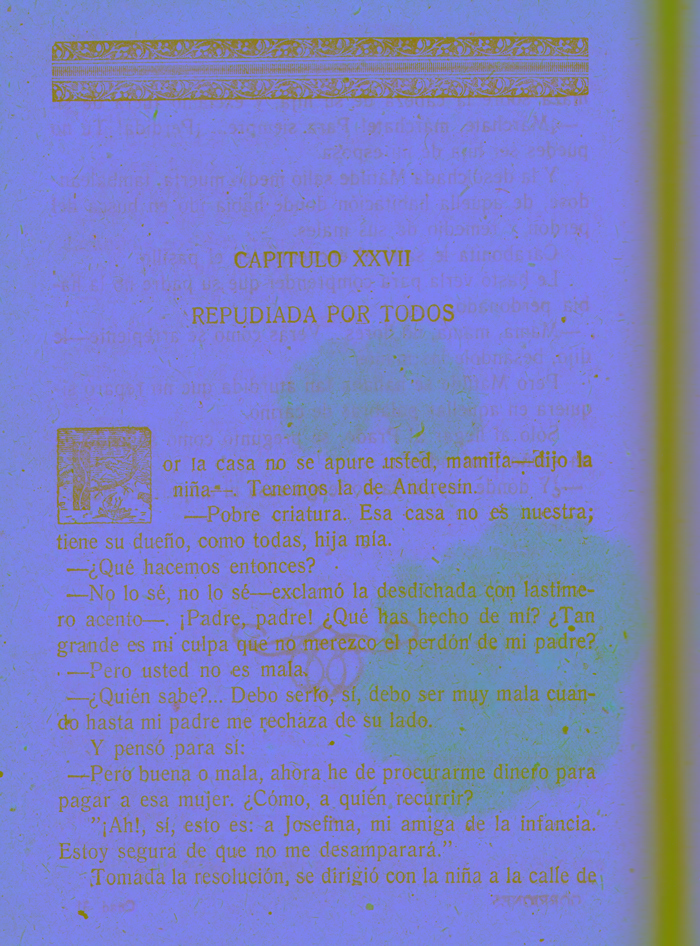 CAPITULO XXVII
REPUDIADA POR TODOS
Por la casa no se apure usted, mamita—dijo la
niña—. Tenemos la de Andresín.
—Pobre criatura. Esa casa no es nuestra;
tiene su dueño, como todas, hija mía.
—¿Qué hacemos entonces?
—No lo sé, no lo sé—exclamó la desdichada con lastime-
ro acento—. ¡Padre, padre! ¿Qué has hecho de mí? ¿Tan
grande es mi culpa que no merezco el perdón de mi padre?
—Pero usted no es mala.
—¿Quién sabe?... Debo serlo, sí, debo ser muy mala cuan-
do hasta mi padre me rechaza de su lado.
Y pensó para sí:
—Pero buena o mala, ahora he de procurarme dinero para
pagar a esa mujer. ¿Cómo, a quién recurrir?
"¡Ah!, sí, esto es: a Josefina, mi amiga de la infancia.
Estoy segura de que no me desamparará."
Tomada la resolución, se dirigió con la niña a la calle de